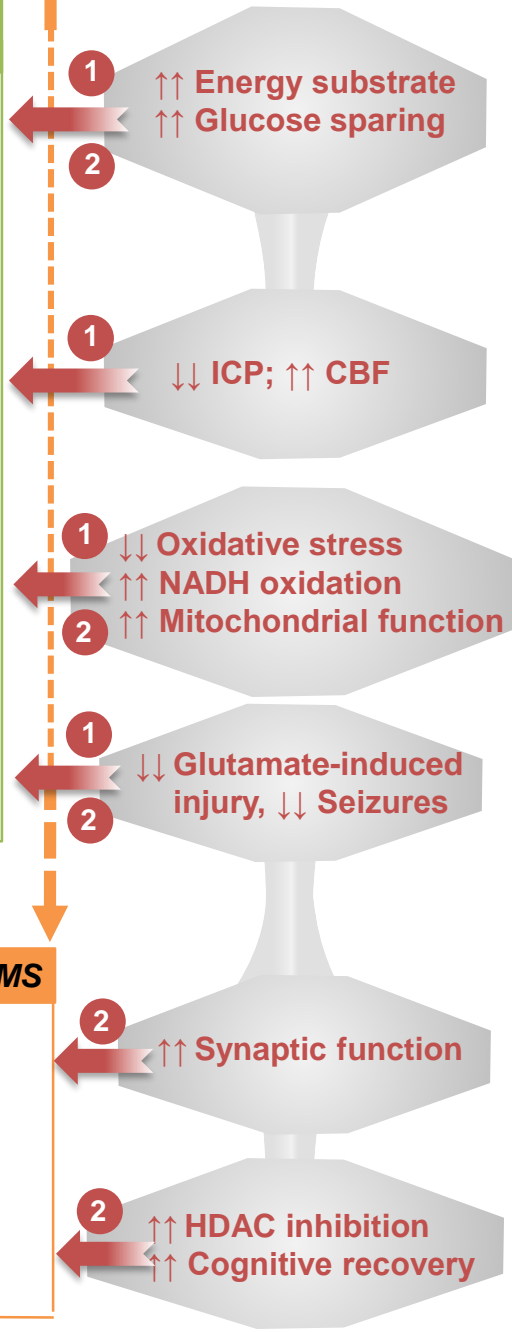 1
↑↑ Energy substrate
↑↑ Glucose sparing
2
1
↓↓ ICP; ↑↑ CBF
1
↓↓ Oxidative stress
↑↑ NADH oxidation
2
↑↑ Mitochondrial function
1
↓↓ Glutamate-induced
injury, ↓↓ Seizures
2
MS
2
↑↑ Synaptic function
2
↑↑ HDAC inhibition
↑↑ Cognitive recovery